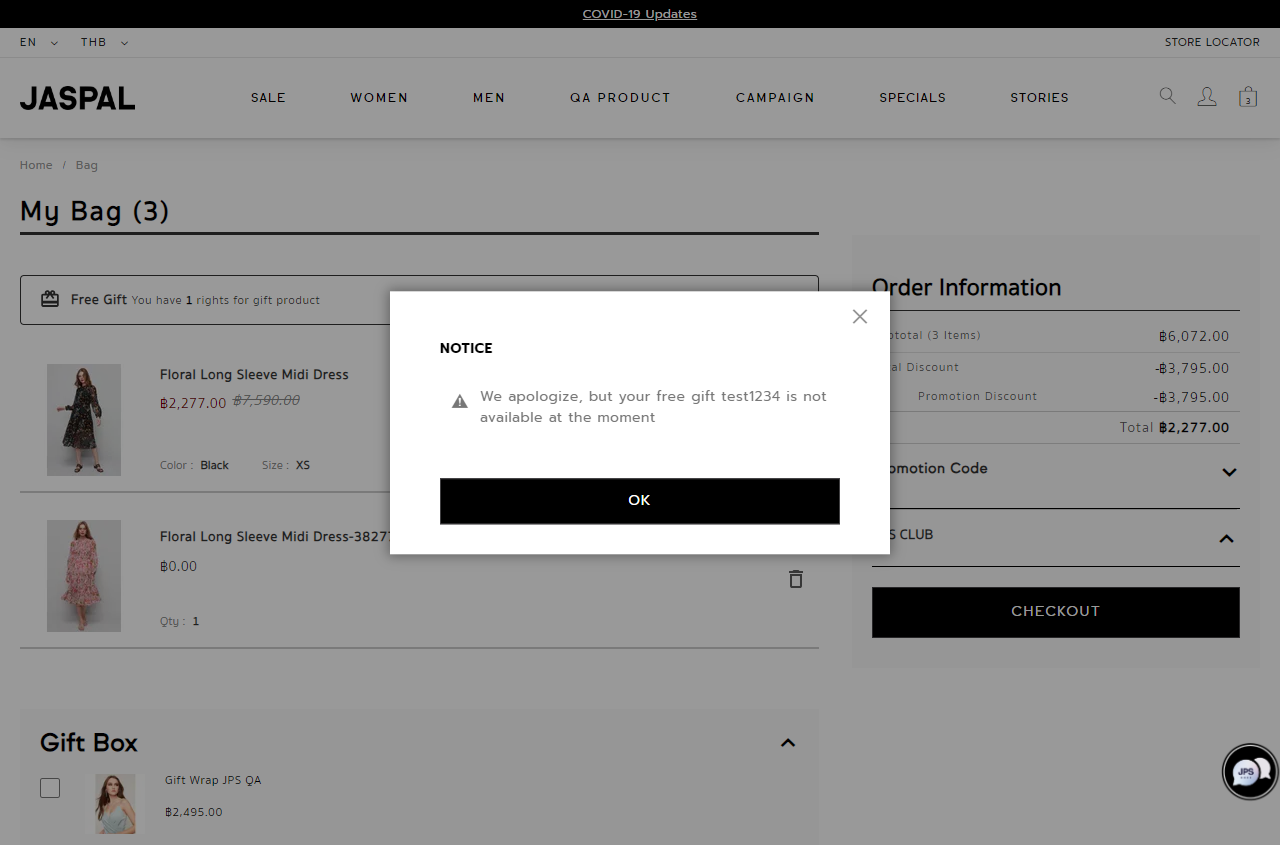 COVID-19 Updates
EN THB STORE LOCATOR
JASPAL SALE WOMEN MEN QA PRODUCT CAMPAIGN SPECIALS STORIES 3
Home / Bag
My Bag (3)
Free Gift You have 1 rights for gift product
Floral Long Sleeve Midi Dress
฿2,277.00 ฿7,590.00
Color : Black Size : XS
Floral Long Sleeve Midi Dress-3827
฿0.00
Qty : 1
Gift Box
Gift Wrap JPS QA
฿2,495.00
NOTICE
We apologize, but your free gift test1234 is not
available at the moment
OK
Order Information
total (3 Items) ฿6,072.00
al Discount -฿3,795.00
Promotion Discount -฿3,795.00
Total ฿2,277.00
omotion Code
S CLUB
CHECKOUT
JPS